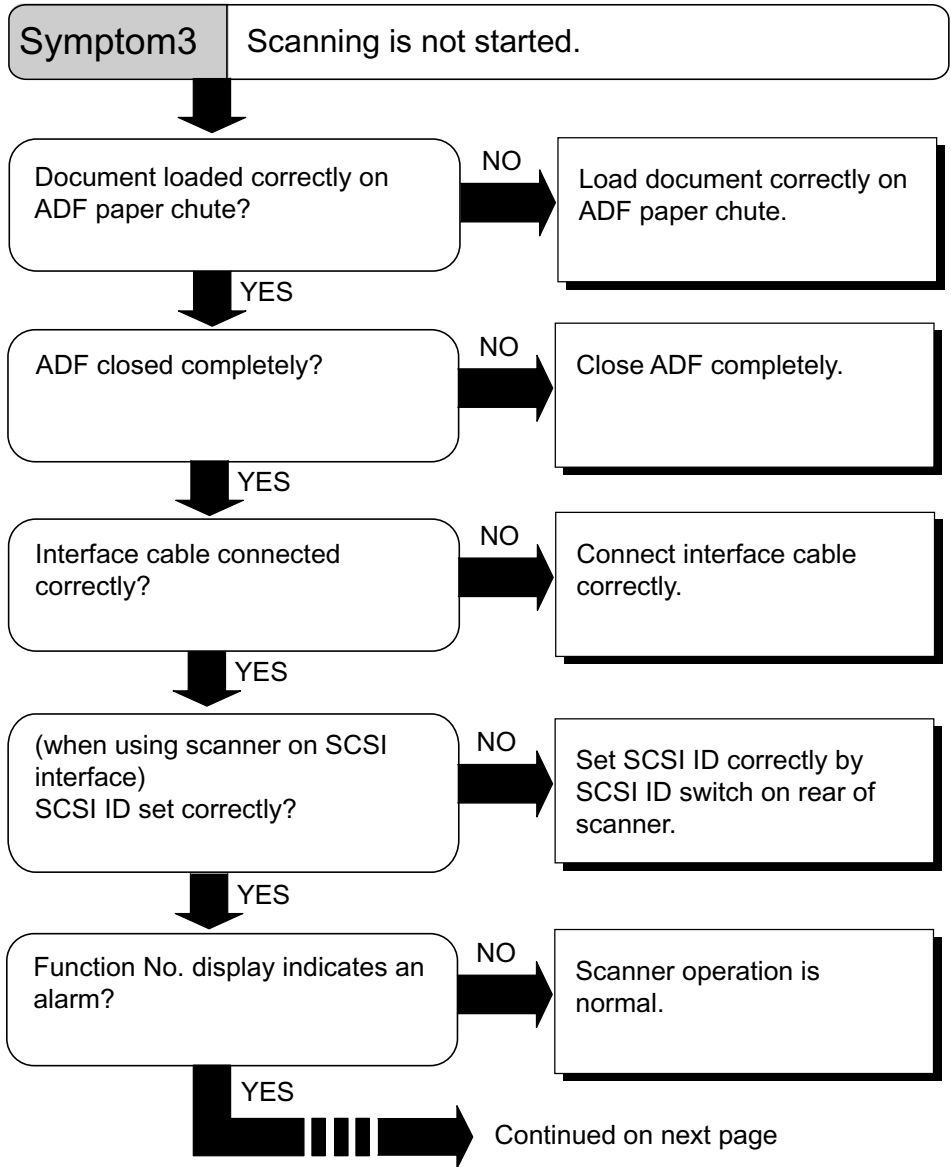 Symptom3
Scanning is not started.
Document loaded correctly on
ADF paper chute?
NO
Load document correctly on
ADF paper chute.
YES
ADF closed completely?
NO
Close ADF completely.
YES
Interface cable connected
correctly?
NO
Connect interface cable
correctly.
YES
(when using scanner on SCSI
interface)
SCSI ID set correctly?
NO
Set SCSI ID correctly by
SCSI ID switch on rear of
scanner.
YES
Function No. display indicates an
alarm?
NO
Scanner operation is
normal.
YES
Continued on next page